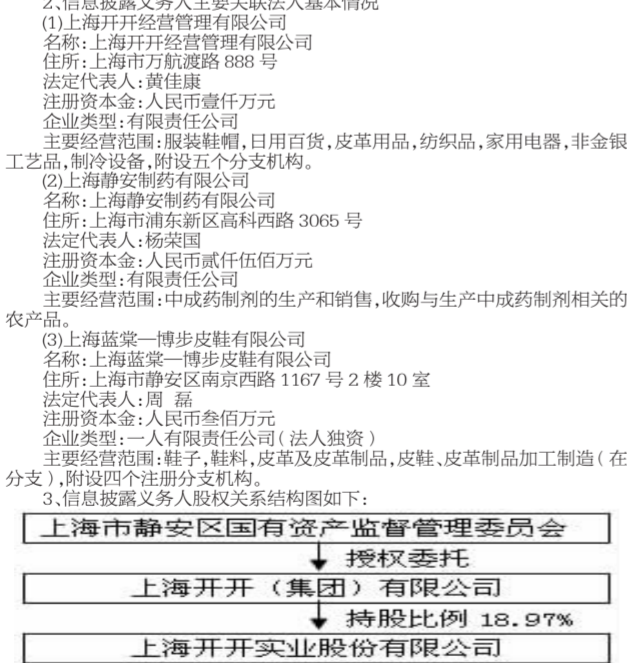 2、信息披露义务人主要关联法人基本情况
(1)上海开开经营管理有限公司
名称:上海开开经营管理有限公司
住所:上海市万航渡路 888 号
法定代表人:黄佳康
注册资本金:人民币壹仟万元
企业类型:有限责任公司
主要经营范围:服装鞋帽,日用百货,皮革用品,纺织品,家用电器,非金银
工艺品,制冷设备,附设五个分支机构。
(2)上海静安制药有限公司
名称:上海静安制药有限公司
住所:上海市浦东新区高科西路 3065 号
法定代表人:杨荣国
注册资本金:人民币贰仟伍佰万元
企业类型:有限责任公司
主要经营范围:中成药制剂的生产和销售,收购与生产中成药制剂相关的
农产品。
(3)上海蓝棠—博步皮鞋有限公司
名称:上海蓝棠—博步皮鞋有限公司
住所:上海市静安区南京西路 1167 号 2 楼 10 室
法定代表人:周 磊
注册资本金:人民币叁佰万元
企业类型:一人有限责任公司(法人独资)
主要经营范围:鞋子,鞋料,皮革及皮革制品,皮鞋、皮革制品加工制造(在
分支),附设四个注册分支机构。
3、信息披露义务人股权关系结构图如下:
上海市静安区国有资产监督管理委员会
授权委托
上海开开(集团)有限公司
持股比例 18.97%
上海开开实业股份有限公司